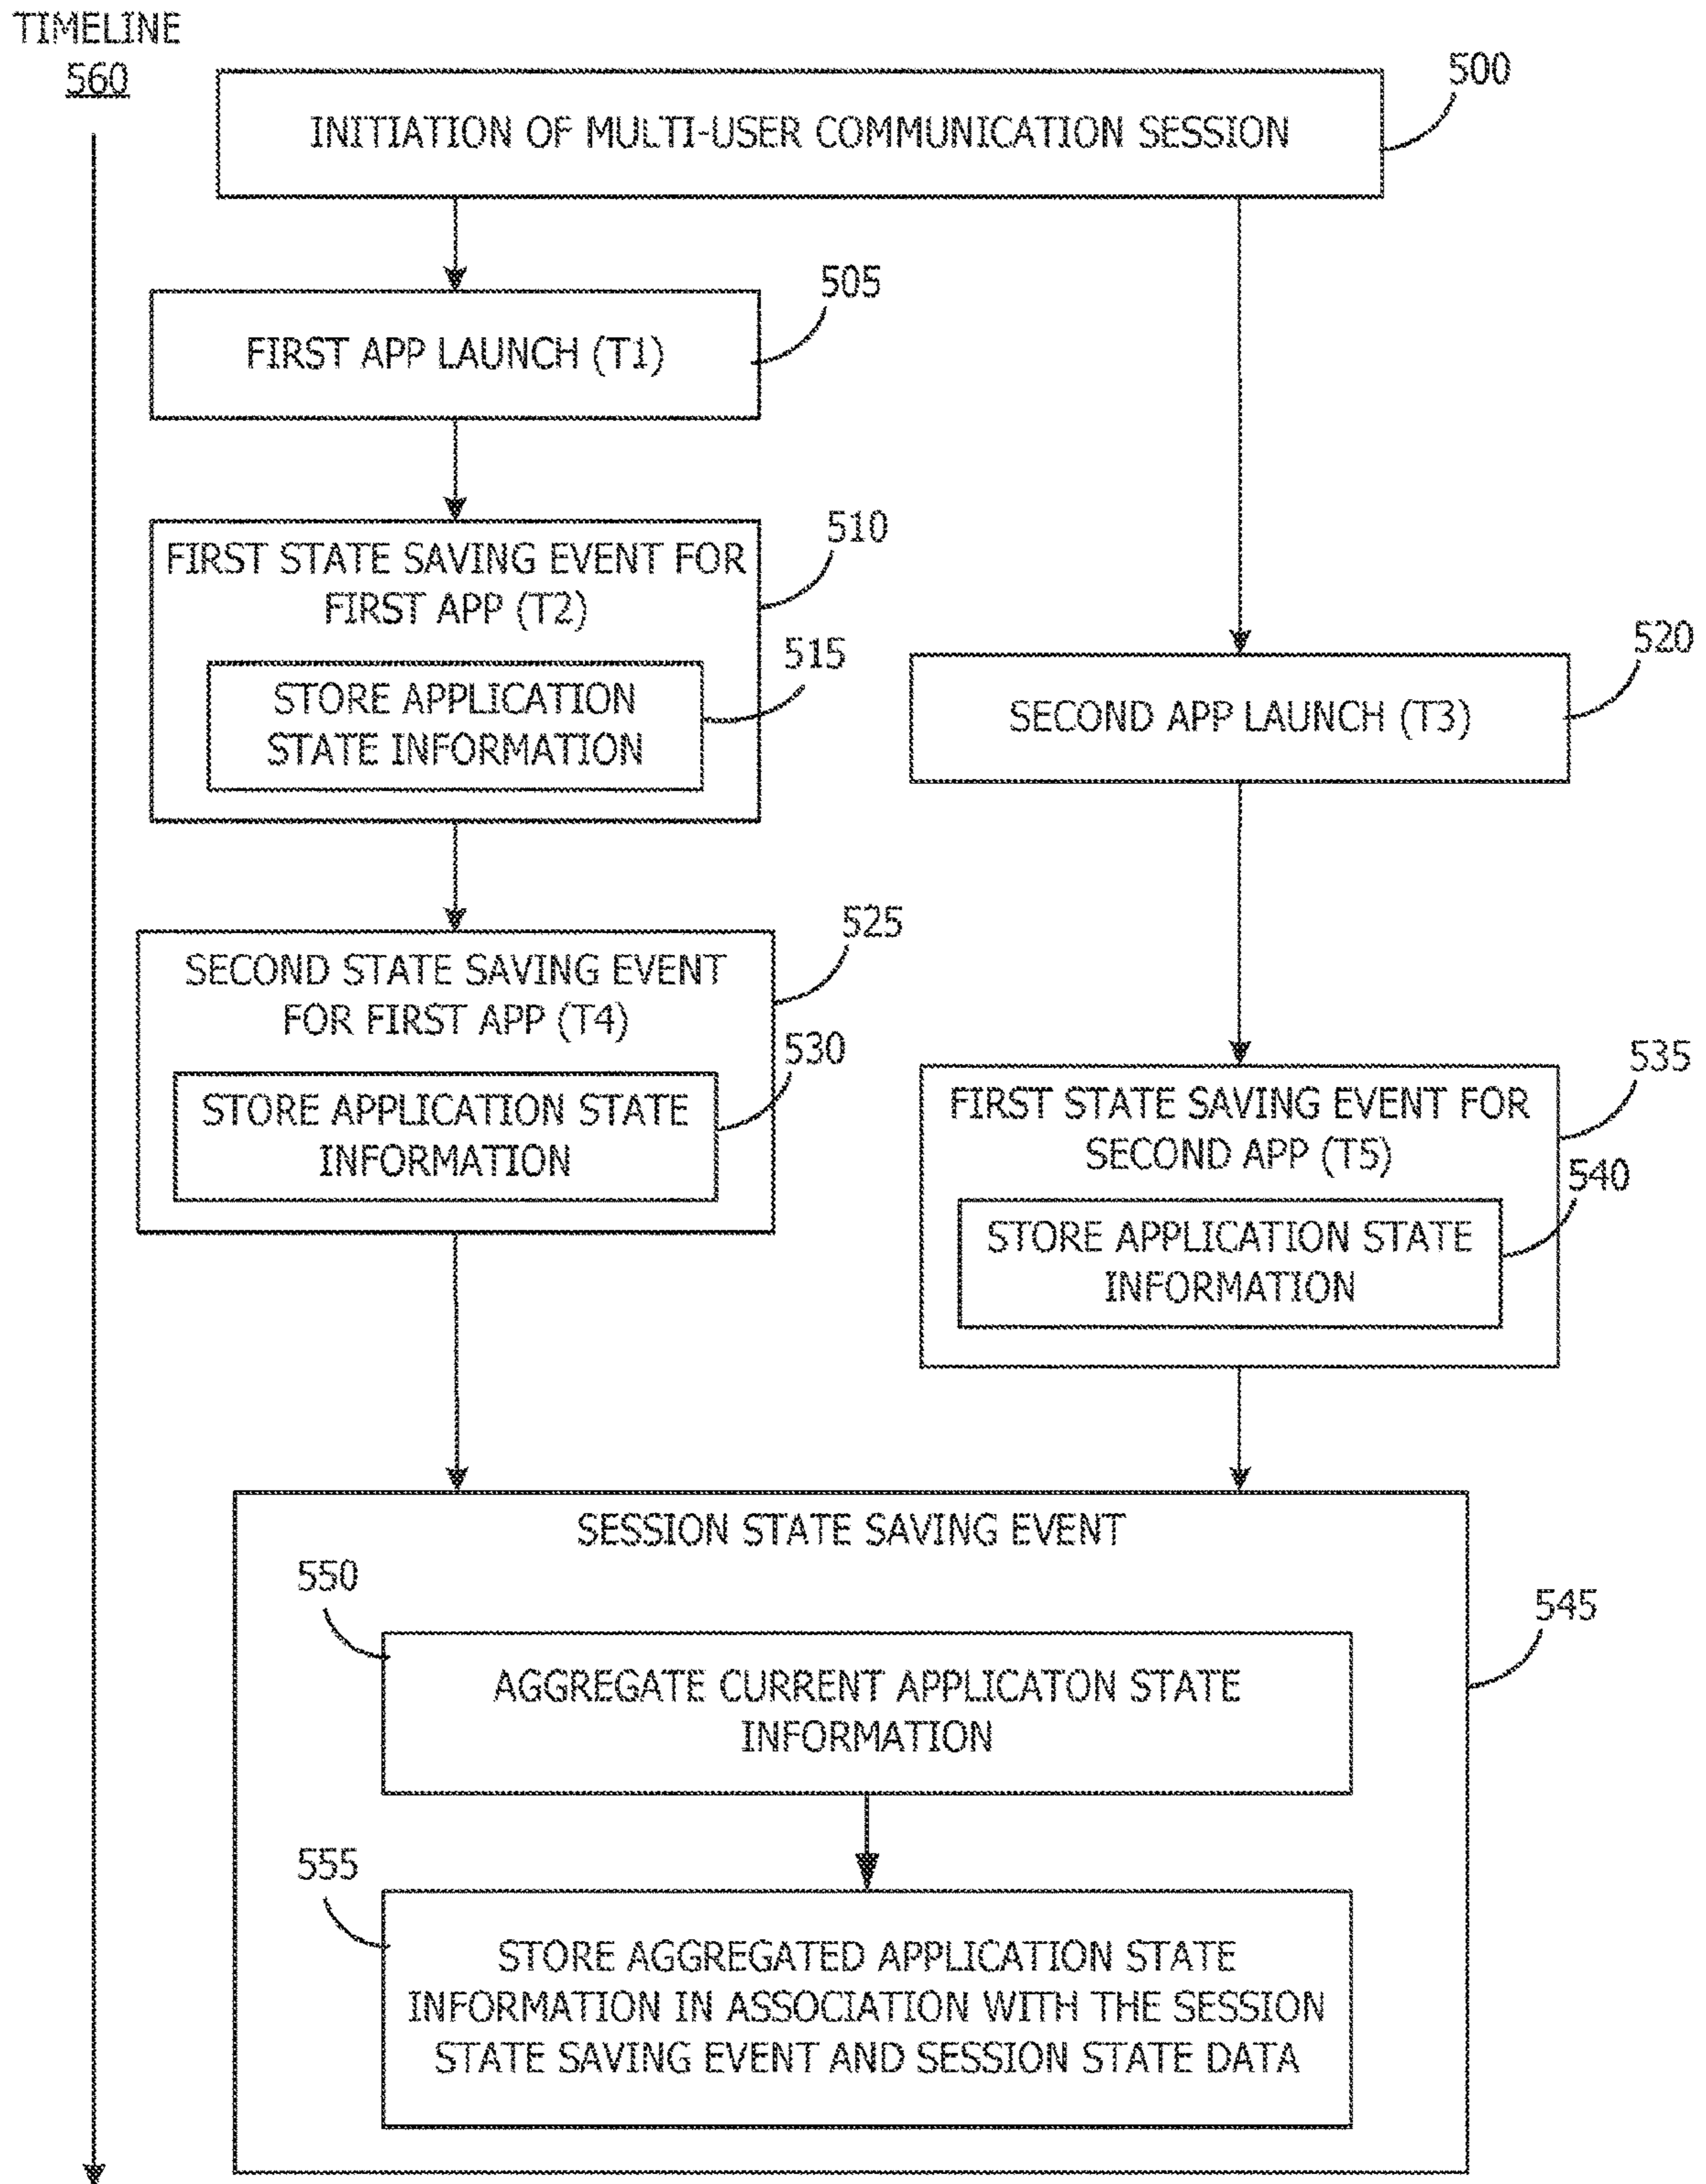 TIMELINE
560
500
INITIATION OF MULTI-USER COMMUNICATION SESSION
505
FIRST APP LAUNCH (T1)
510
FIRST STATE SAVING EVENT FOR
FIRST APP (T2)
515
STORE APPLICATION
STATE INFORMATION
520
SECOND APP LAUNCH (T3)
525
SECOND STATE SAVING EVENT
FOR FIRST APP (T4)
530
STORE APPLICATION STATE
INFORMATION
535
FIRST STATE SAVING EVENT FOR
SECOND APP (T5)
540
STORE APPLICATION STATE
INFORMATION
SESSION STATE SAVING EVENT
545
550
AGGREGATE CURRENT APPLICATON STATE
INFORMATION
555
STORE AGGREGATED APPLICATION STATE
INFORMATION IN ASSOCIATION WITH THE SESSION
STATE SAVING EVENT AND SESSION STATE DATA